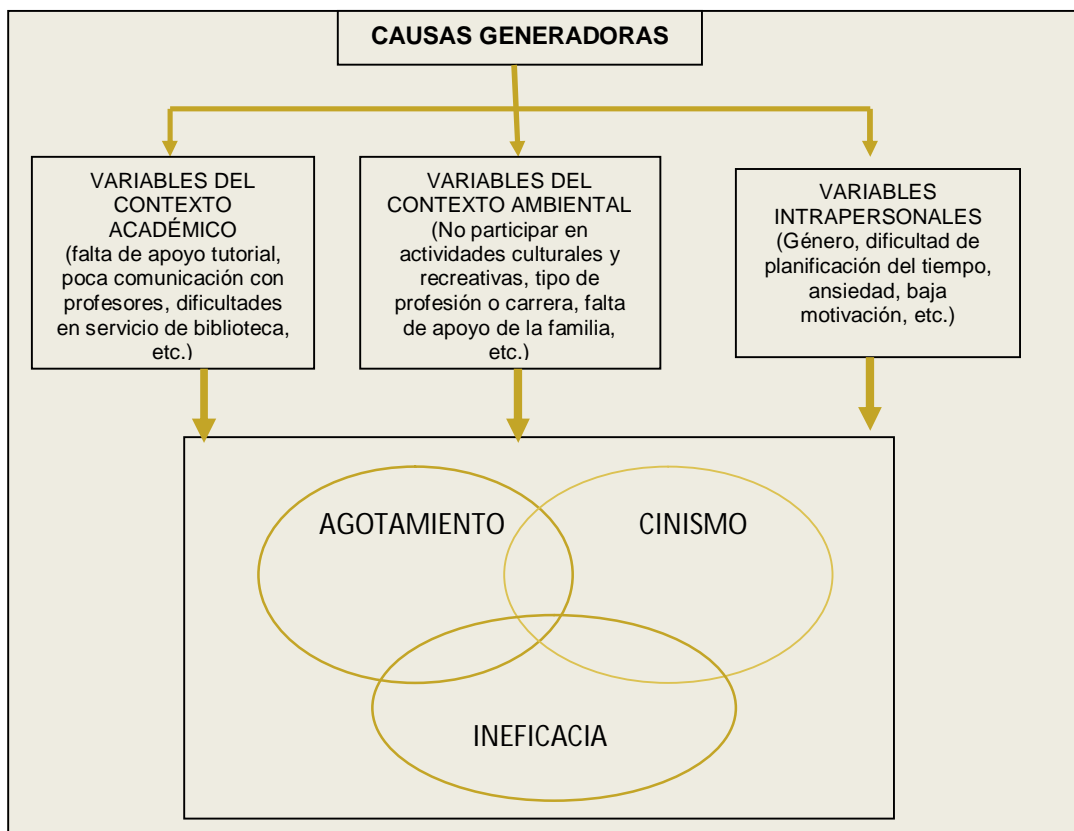 CAUSAS GENERADORAS
VARIABLES DEL
CONTEXTO
ACADÉMICO
(falta de apoyo tutorial,
poca comunicación con
profesores, dificultades
en servicio de biblioteca,
etc.)
VARIABLES DEL
CONTEXTO AMBIENTAL
(No participar en
actividades culturales y
recreativas, tipo de
profesión o carrera, falta
de apoyo de la familia,
etc.)
VARIABLES
INTRAPERSONALES
(Género, dificultad de
planificación del tiempo,
ansiedad, baja
motivación, etc.)
AGOTAMIENTO
CINISMO
INEFICACIA